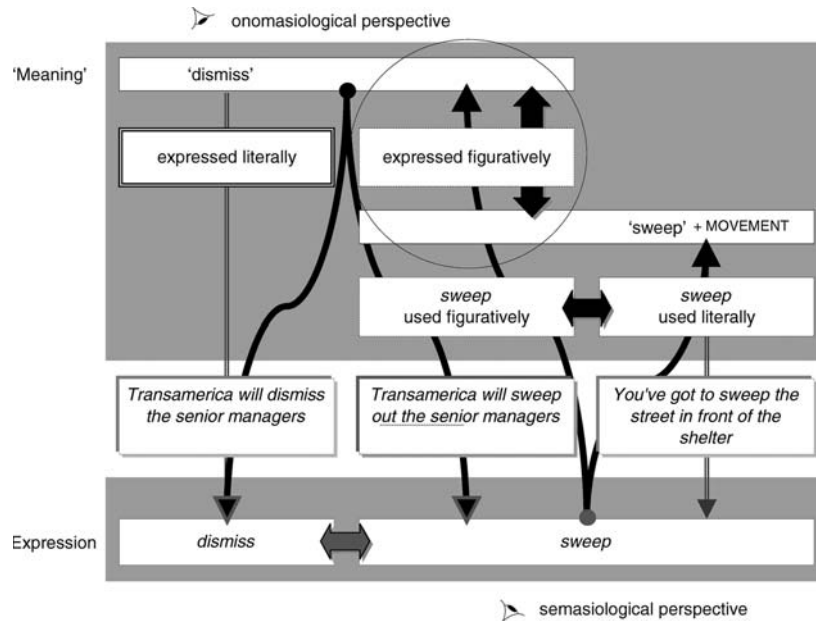 onomasiological perspective
'Meaning'
'dismiss'
expressed literally
expressed figuratively
'sweep' + MOVEMENT
sweep
used figuratively
sweep
used literally
Transamerica will dismiss
the senior managers
Transamerica will sweep
out the senior managers
You've got to sweep the
street in front of the
shelter
Expression
dismiss
sweep
semasiological perspective